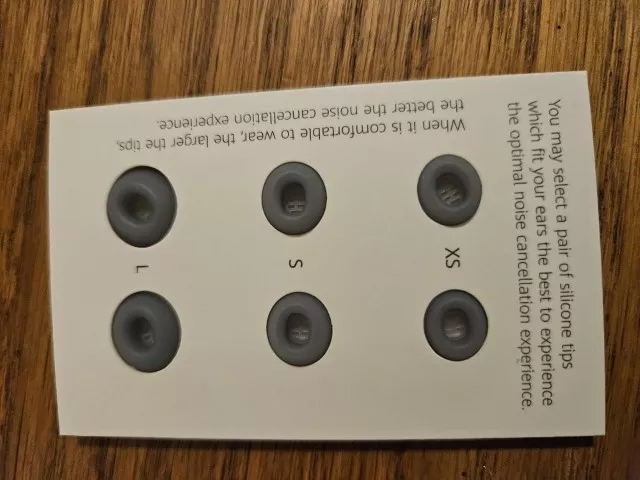 You may select a pair of silicone tips
which fit your ears the best to experience
the optimal noise cancellation experience.
XS
S
L
When it is comfortable to wear, the larger the tips,
the better the noise cancellation experience.